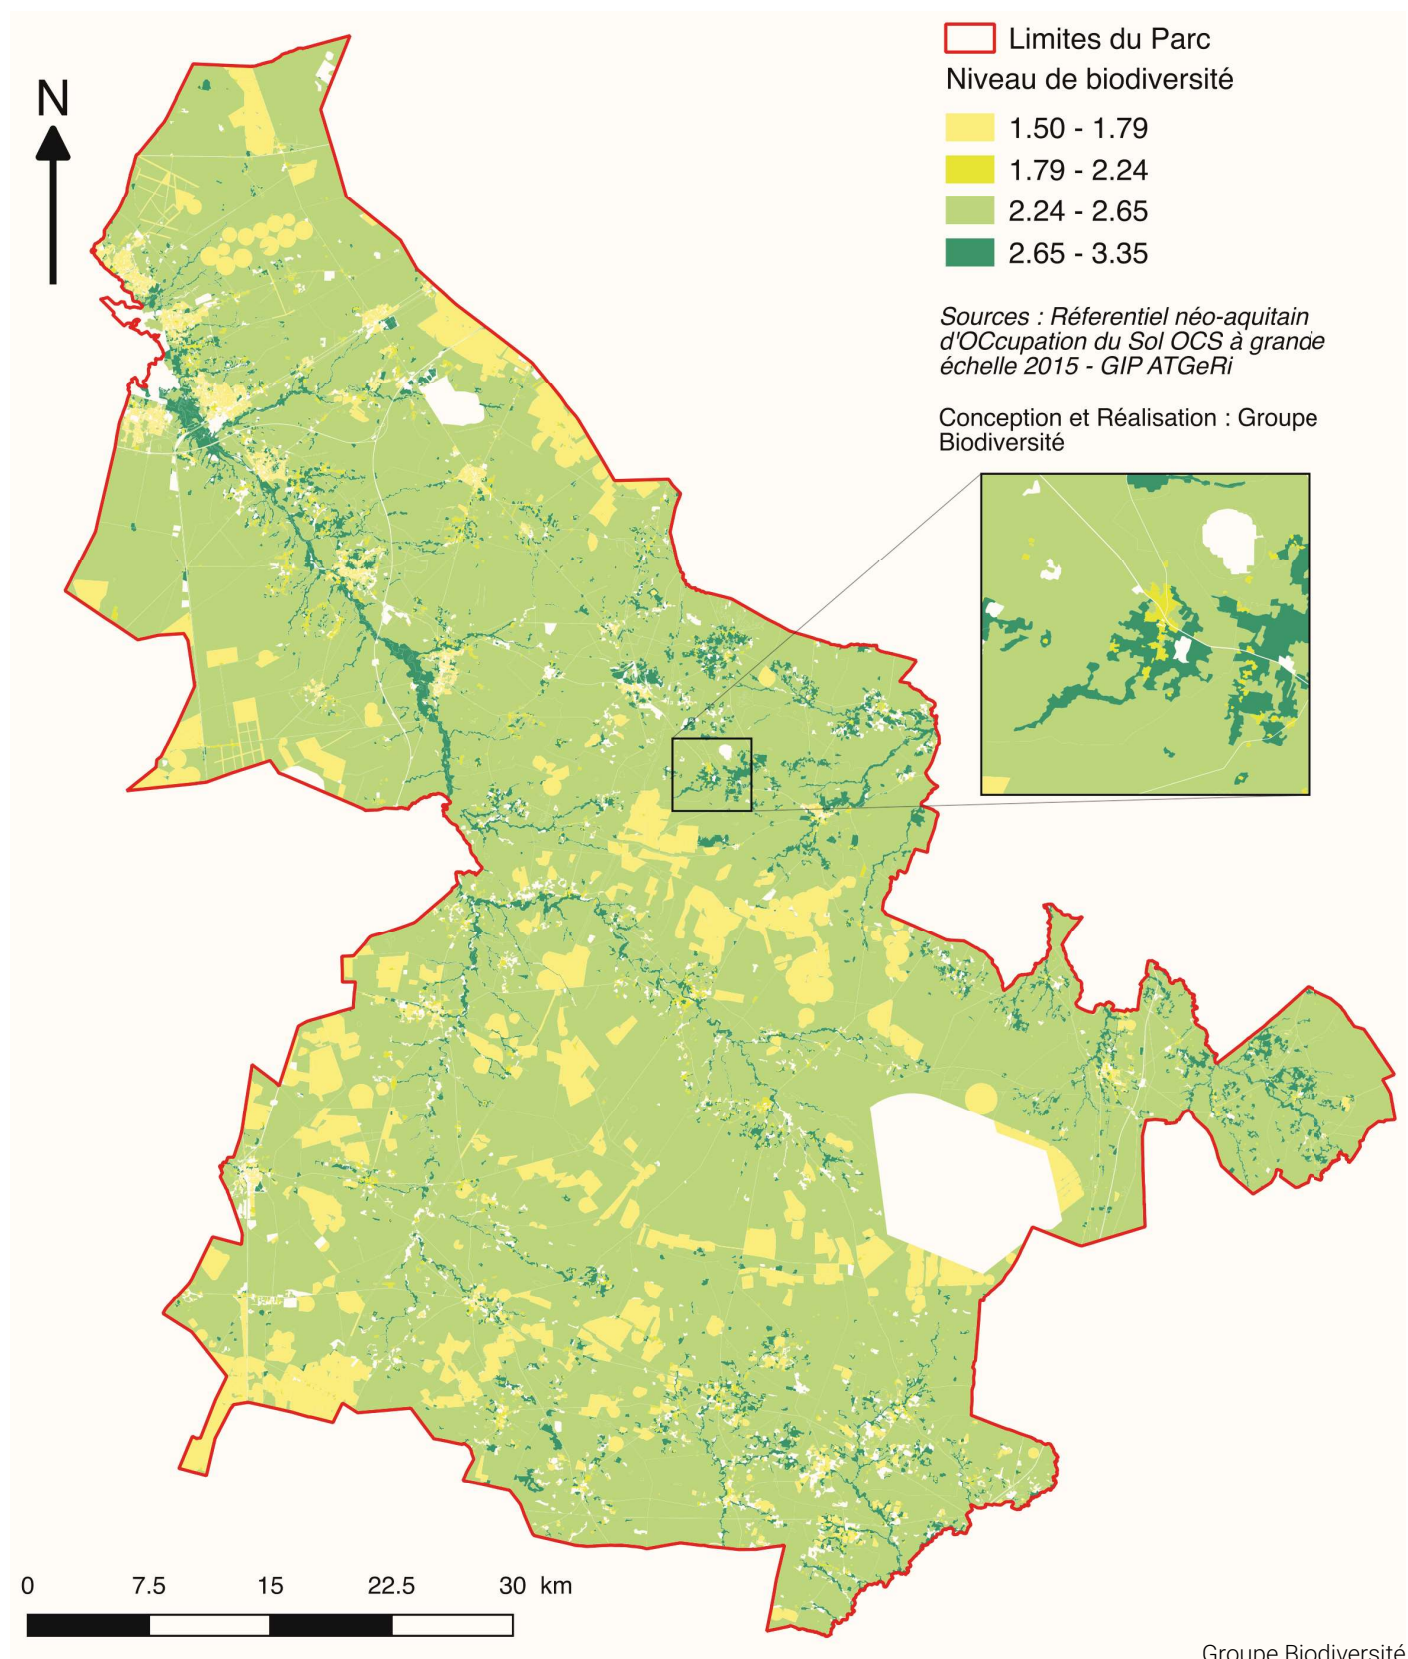 N
Limites du Parc
Niveau de biodiversité
1.50 - 1.79
1.79 - 2.24
2.24 - 2.65
2.65 - 3.35
Sources : Réferentiel néo-aquitain
d'OCcupation du Sol OCS à grande
échelle 2015 - GIP ATGeRi
Conception et Réalisation : Groupe
Biodiversité
0 7.5 15 22.5 30 km
Groupe Biodiversité